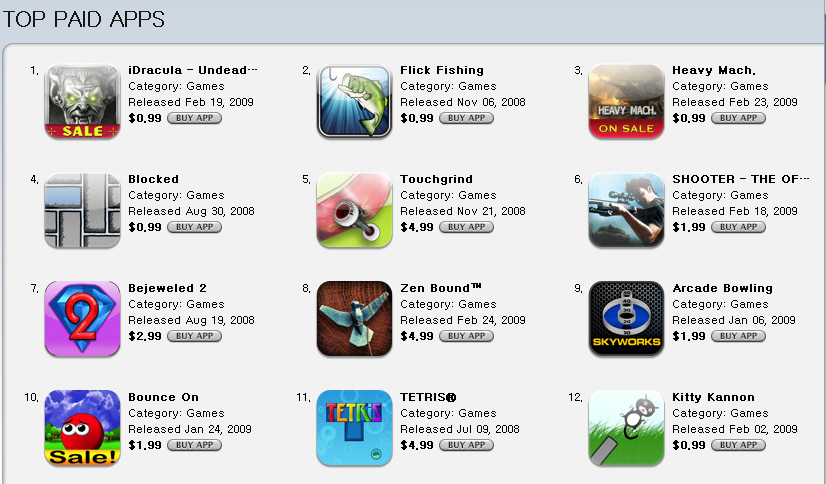 TOP PAID APPS
1. iDracula - Undead…
Category: Games
Released Feb 19, 2009
$0.99 BUY APP
SALE
2. Flick Fishing
Category: Games
Released Nov 06, 2008
$0.99 BUY APP
3. Heavy Mach.
Category: Games
Released Feb 23, 2009
$0.99 BUY APP
HEAVY MACH.
ON SALE
4. Blocked
Category: Games
Released Aug 30, 2008
$0.99 BUY APP
5. Touchgrind
Category: Games
Released Nov 21, 2008
$4.99 BUY APP
6. SHOOTER - THE OF…
Category: Games
Released Feb 18, 2009
$1.99 BUY APP
7. Bejeweled 2
Category: Games
Released Aug 19, 2008
$2.99 BUY APP
2
8. Zen Bound™
Category: Games
Released Feb 24, 2009
$4.99 BUY APP
9. Arcade Bowling
Category: Games
Released Jan 06, 2009
$1.99 BUY APP
SKYWORKS
10. Bounce On
Category: Games
Released Jan 24, 2009
$1.99 BUY APP
Sale!
11. TETRIS®
Category: Games
Released Jul 09, 2008
$4.99 BUY APP
TETRIS
12. Kitty Kannon
Category: Games
Released Feb 02, 2009
$0.99 BUY APP